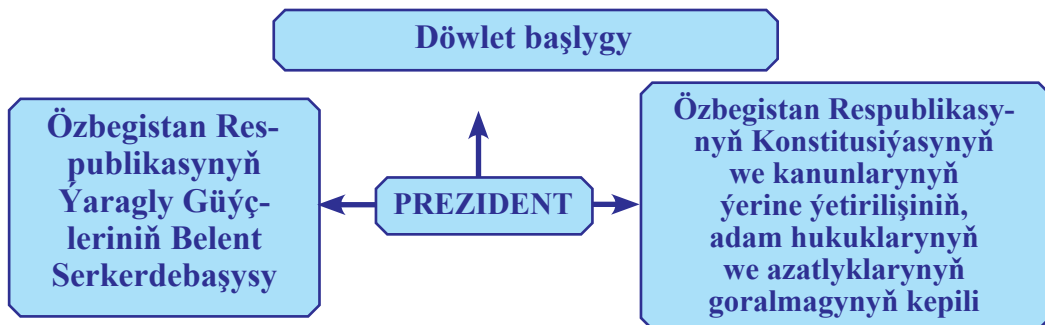 Döwlet başlygy
Özbegistan Res-
publikasynyň
Ýaragly Güýç-
leriniň Belent
Serkerdebaşysy
PREZIDENT
Özbegistan Respublikasy-
nyň Konstitusiýasynyň
we kanunlarynyň
ýerine ýetirilişiniň,
adam hukuklarynyň
we azatlyklarynyň
goralmagynyň kepili